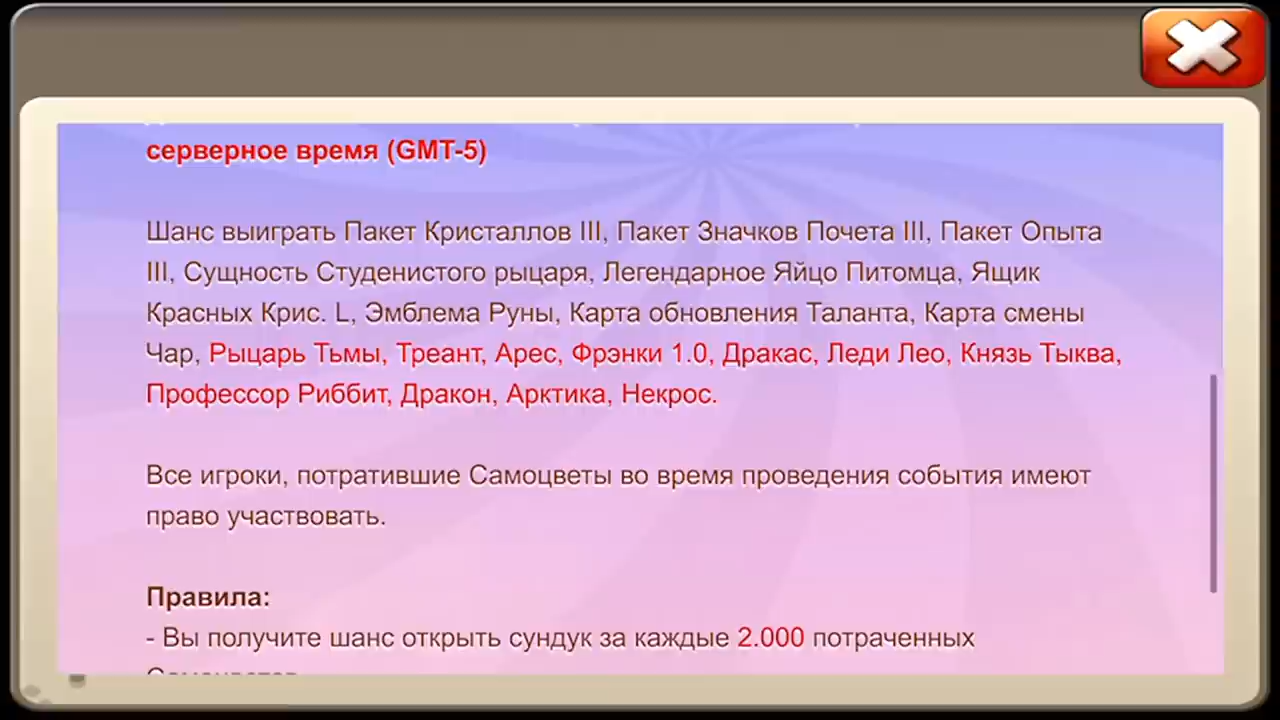 серверное время (GMT-5)
Шанс выиграть Пакет Кристаллов III, Пакет Значков Почета III, Пакет Опыта
III, Сущность Студенистого рыцаря, Легендарное Яйцо Питомца, Ящик
Красных Крис. L, Эмблема Руны, Карта обновления Таланта, Карта смены
Чар, Рыцарь Тьмы, Треант, Арес, Фрэнки 1.0, Дракас, Леди Лео, Князь Тыква,
Профессор Риббит, Дракон, Арктика, Некрос.
Все игроки, потратившие Самоцветы во время проведения события имеют
право участвовать.
Правила:
- Вы получите шанс открыть сундук за каждые 2.000 потраченных